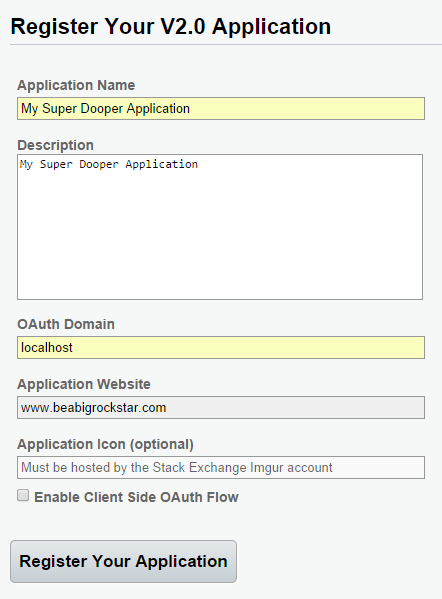 Register Your V2.0 Application
Application Name
My Super Dooper Application
Description
My Super Dooper Application
OAuth Domain
localhost
Application Website
www.beabigrockstar.com
Application Icon (optional)
Must be hosted by the Stack Exchange Imgur account
Enable Client Side OAuth Flow
Register Your Application